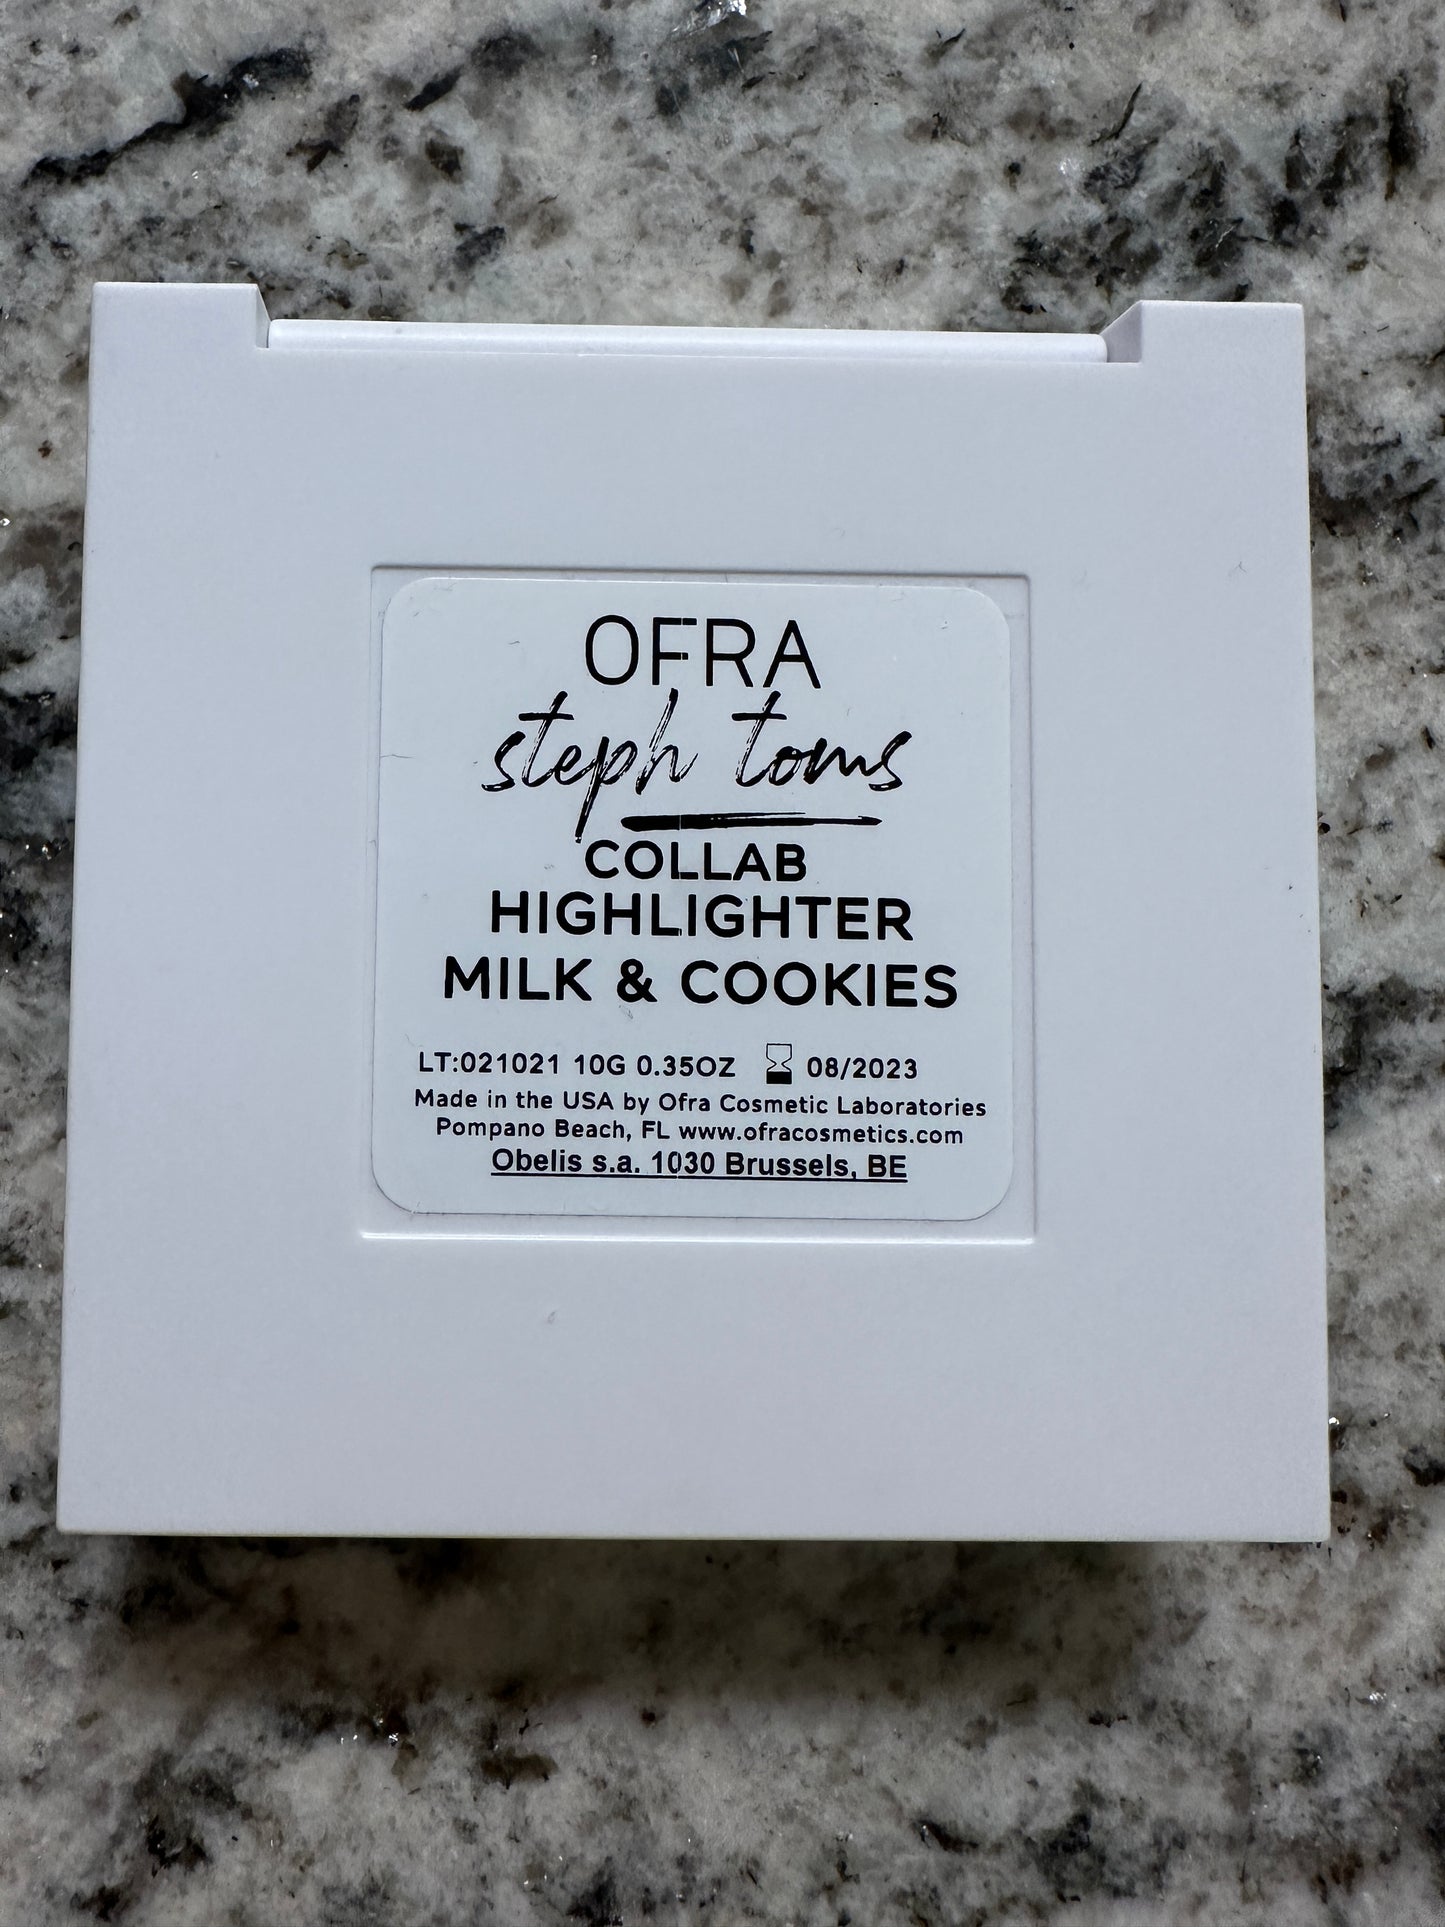 OFRA
steph toms
COLLAB
HIGHLIGHTER
MILK & COOKIES
LT:021021 10G 0.35OZ 08/2023
Made in the USA by Ofra Cosmetic Laboratories
Pompano Beach, FL www.ofracosmetics.com
Obelis s.a. 1030 Brussels, BE